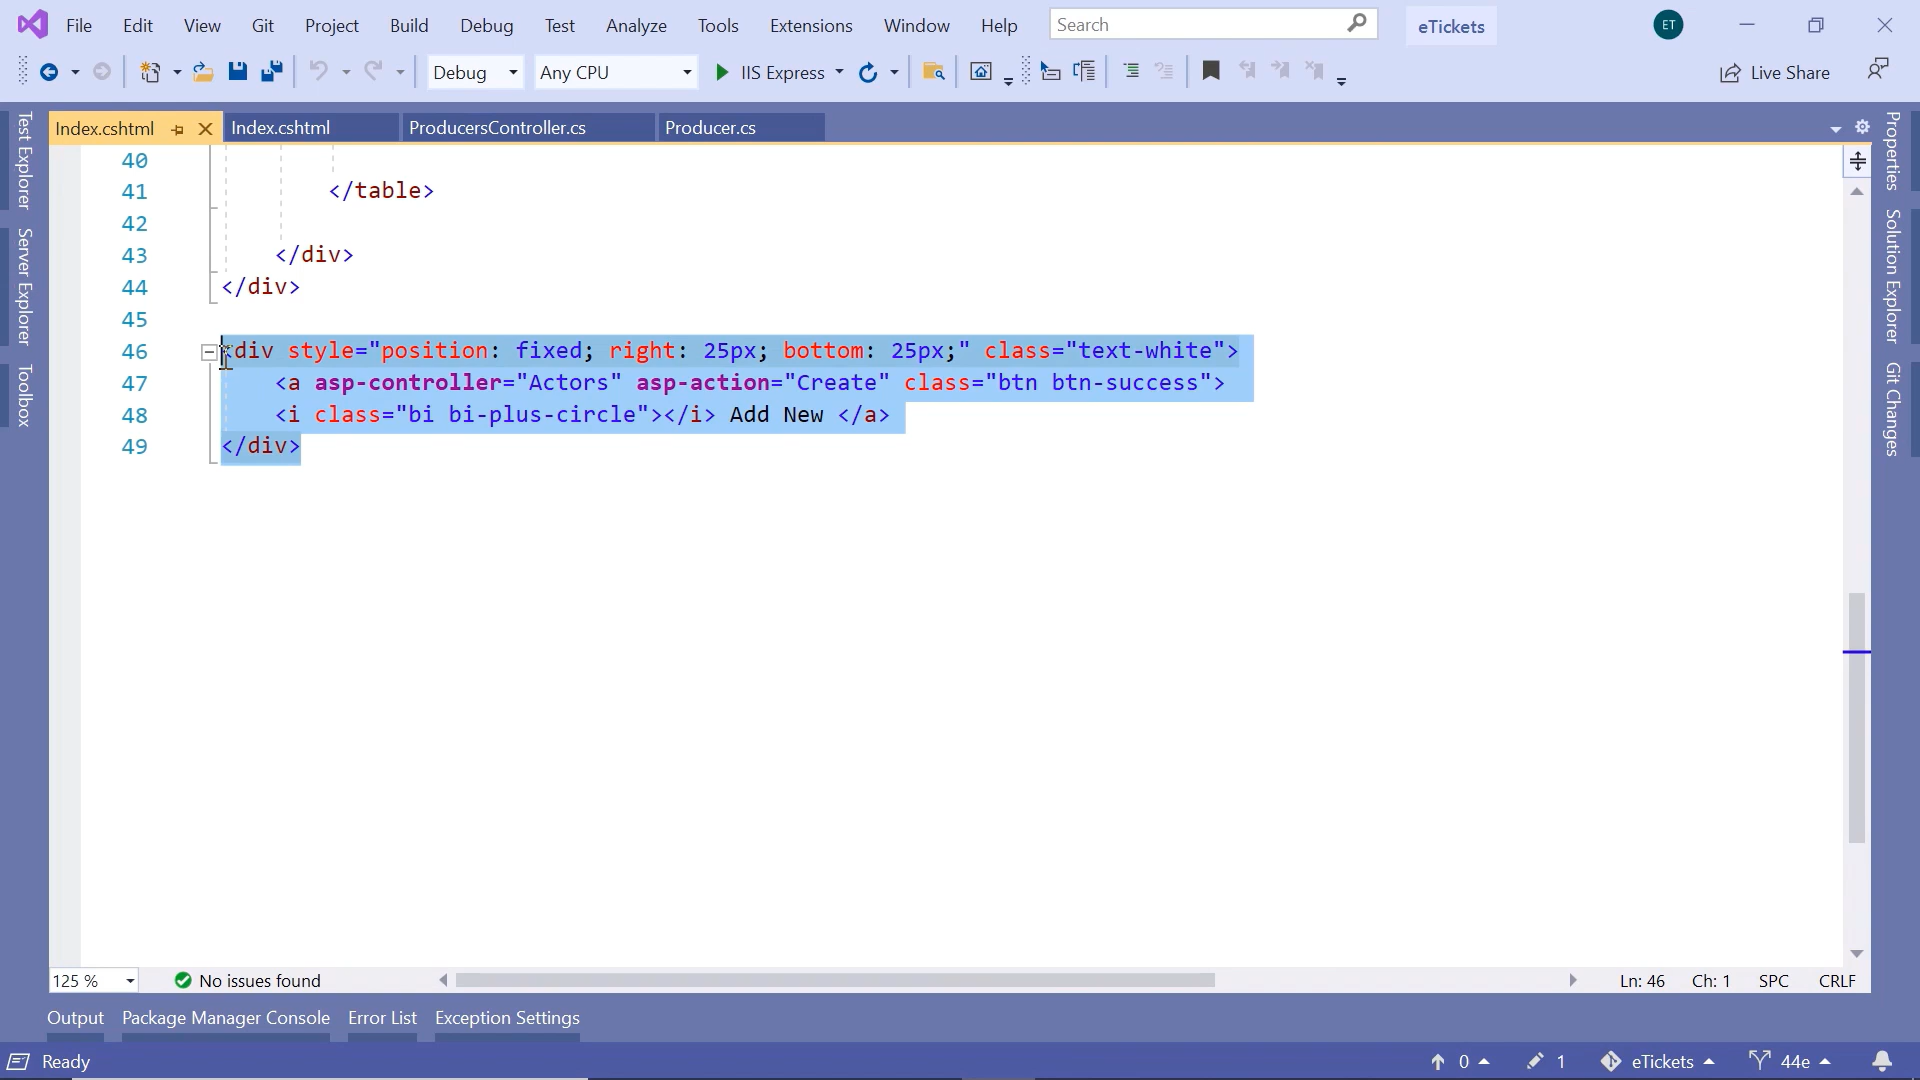 File Edit View Git Project Build Debug Test Analyze Tools Extensions Window Help Search eTickets ET
Debug Any CPU IIS Express Live Share
Index.cshtml Index.cshtml ProducersController.cs Producer.cs
Test Explorer
Server Explorer
Toolbox
40
41 </table>
42
43 </div>
44 </div>
45
46 <div style="position: fixed; right: 25px; bottom: 25px;" class="text-white">
47 <a asp-controller="Actors" asp-action="Create" class="btn btn-success">
48 <i class="bi bi-plus-circle"></i> Add New </a>
49 </div>
Properties
Solution Explorer
Git Changes
125 % No issues found Ln: 46 Ch: 1 SPC CRLF
Output Package Manager Console Error List Exception Settings
Ready 0 1 eTickets 44e